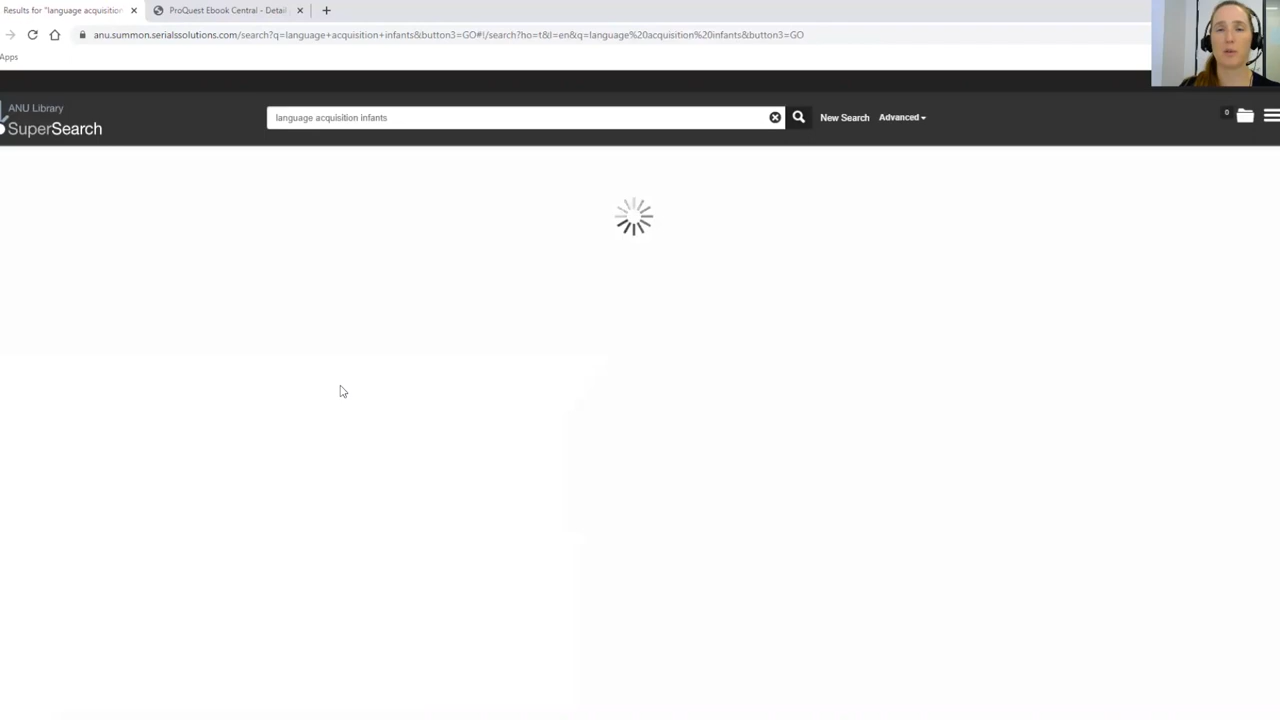 Results for "language acquisition
ProQuest Ebook Central - Detail
anu.summon.serialssolutions.com/search?q=language+acquisition+infants&button3=GO#!/search?ho=t&l=en&q=language%20acquisition%20infants&button3=GO
Apps
ANU Library
SuperSearch
language acquisition infants
New Search
Advanced
0